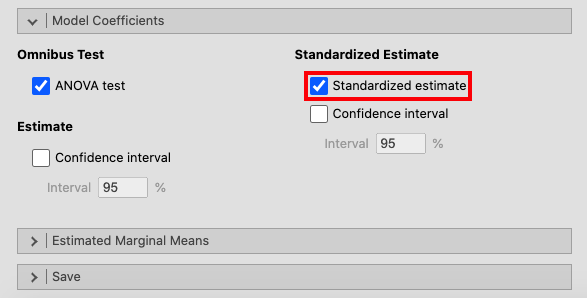 Model Coefficients
Omnibus Test
ANOVA test
Estimate
Confidence interval
Interval 95 %
Standardized Estimate
Standardized estimate
Confidence interval
Interval 95 %
Estimated Marginal Means
Save